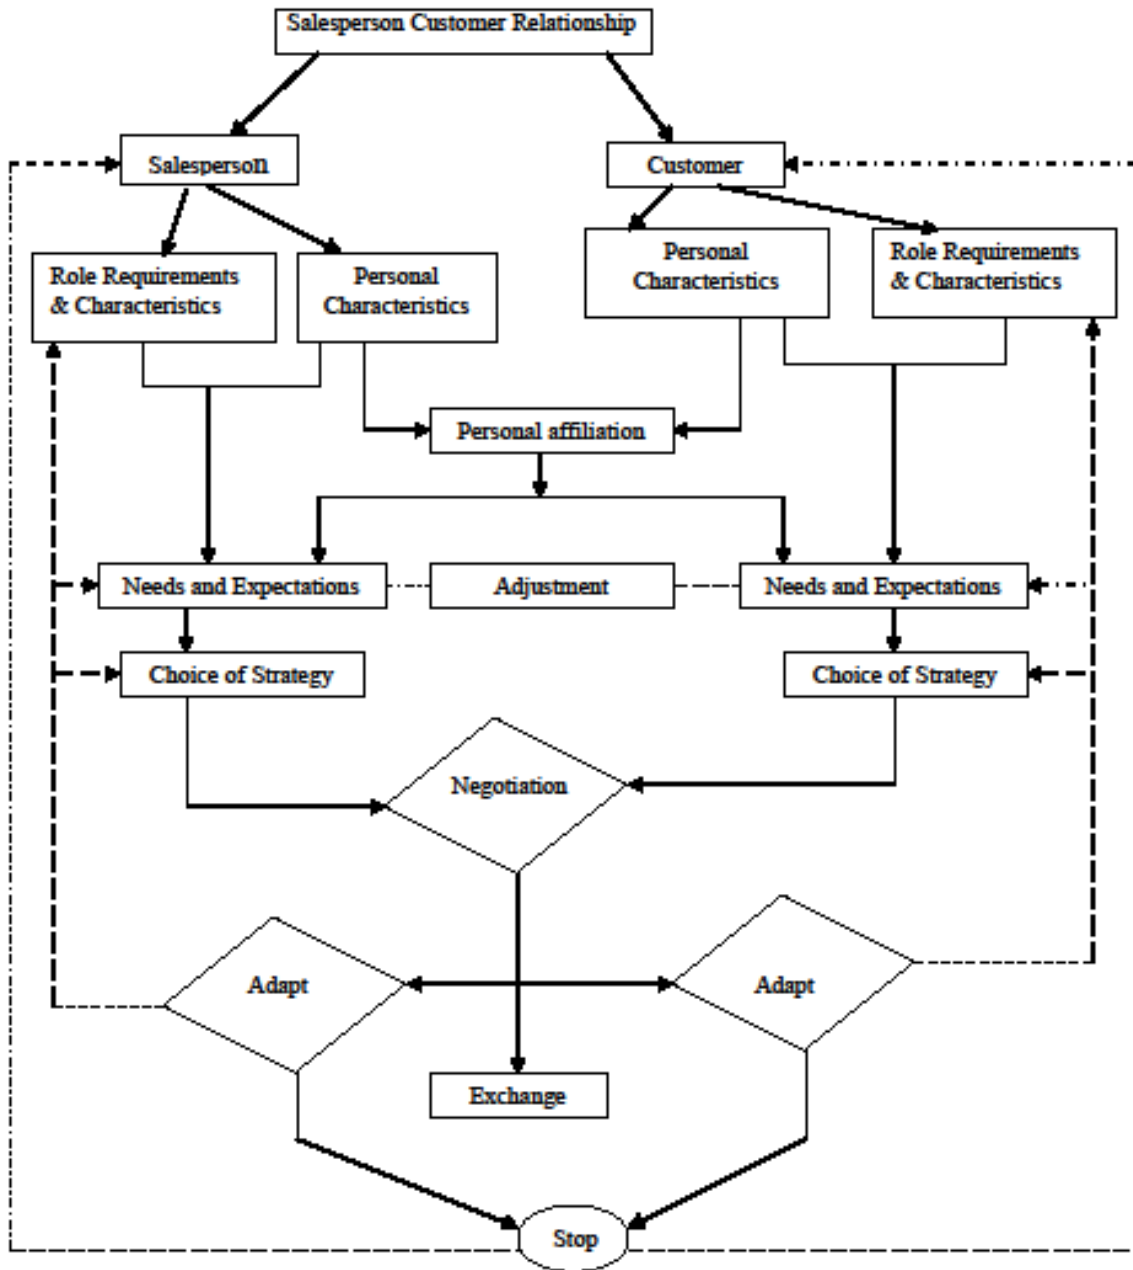 Salesperson Customer Relationship
Salesperson
Customer
Role Requirements
& Characteristics
Personal
Characteristics
Personal
Characteristics
Role Requirements
& Characteristics
Personal affiliation
Needs and Expectations
Adjustment
Needs and Expectations
Choice of Strategy
Choice of Strategy
Negotiation
Adapt
Adapt
Exchange
Stop